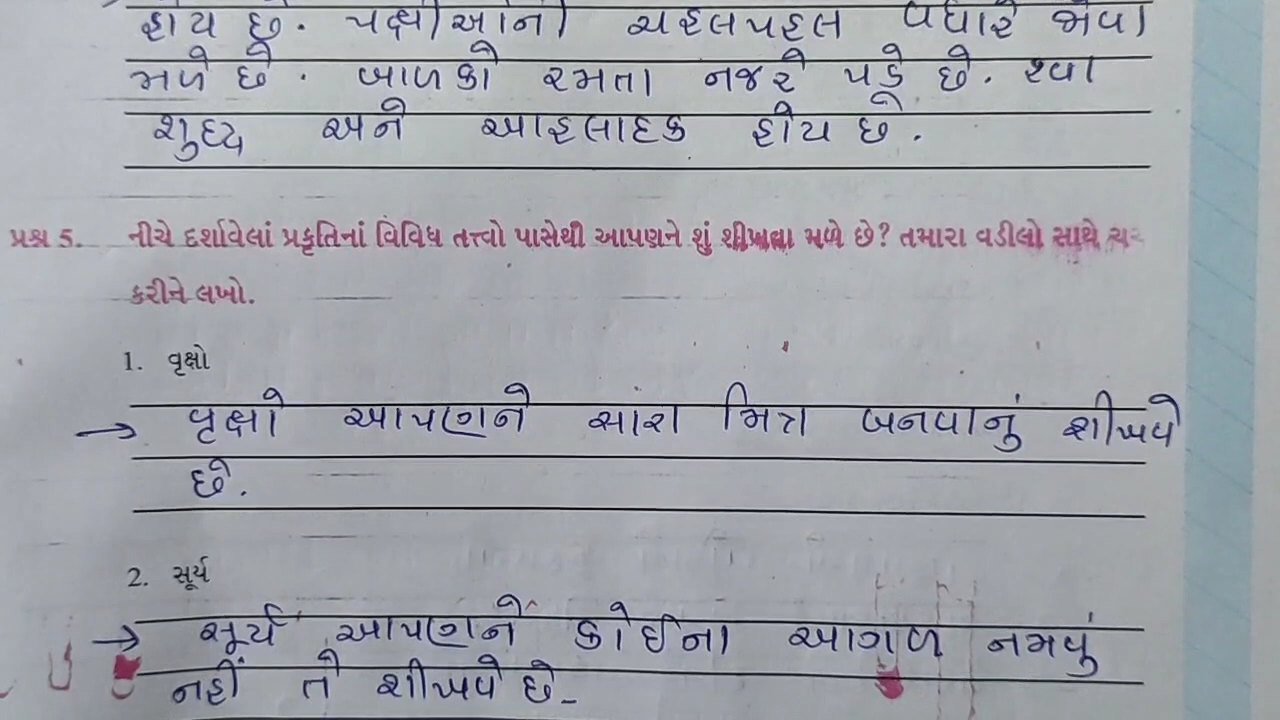 હોય છે. પક્ષીઓની ચહલપહલ વધારે જોવા
મળે છે. બાળકો રમતા નજરે પડે છે. હવા
શુધ્ધ અને આહલાદક હોય છે.
પ્રશ્ન 5. નીચે દર્શાવેલાં પ્રકૃતિનાં વિવિધ તત્ત્વો પાસેથી આપણને શું શીખવા મળે છે? તમારા વડીલો સાથે
કરીને લખો.
1. વૃક્ષો
→ વૃક્ષો આપણને સારા મિત્ર બનવાનું શીખવે
છે.
2. સૂર્ય
→ સૂર્ય આપણને કોઈના આગળ નમવું
નહીં તે શીખવે છે-